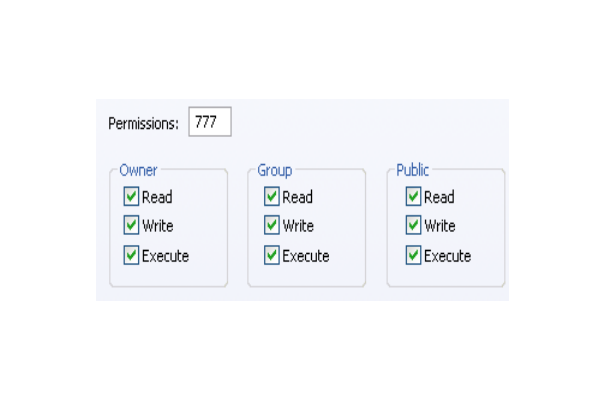 Permissions: 777
Owner Group Public
Read Read Read
Write Write Write
Execute Execute Execute